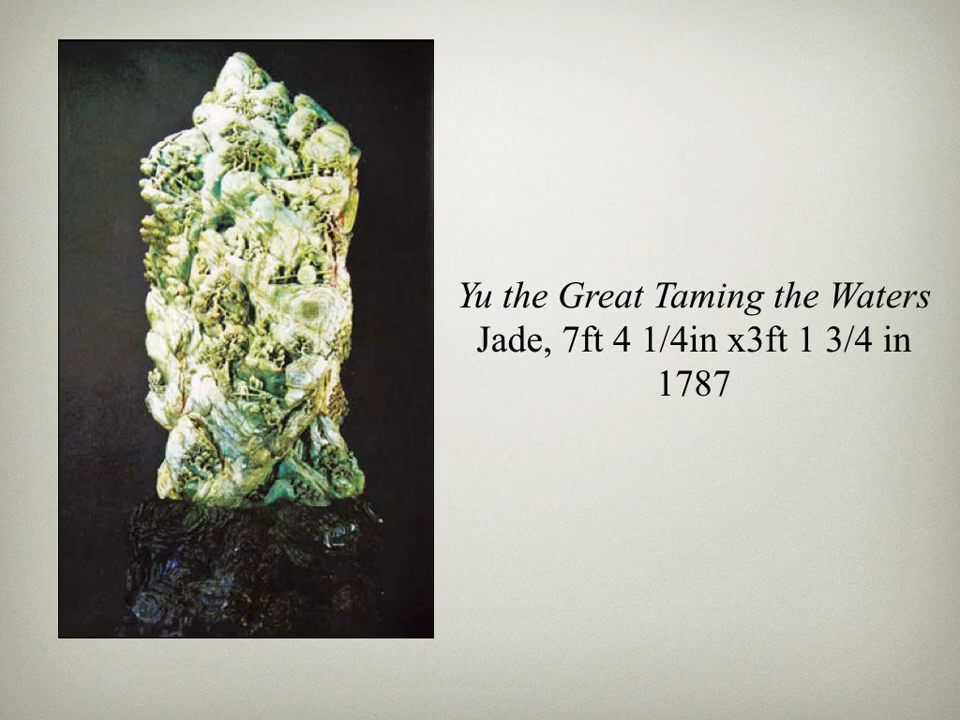 Yu the Great Taming the Waters
Jade, 7ft 4 1/4in x3ft 1 3/4 in
1787